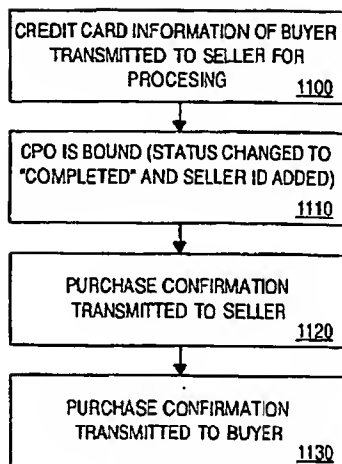 CREDIT CARD INFORMATION OF BUYER
TRANSMITTED TO SELLER FOR
PROCESING
1100
CPO IS BOUND (STATUS CHANGED TO
"COMPLETED" AND SELLER ID ADDED)
1110
PURCHASE CONFIRMATION
TRANSMITTED TO SELLER
1120
PURCHASE CONFIRMATION
TRANSMITTED TO BUYER
1130